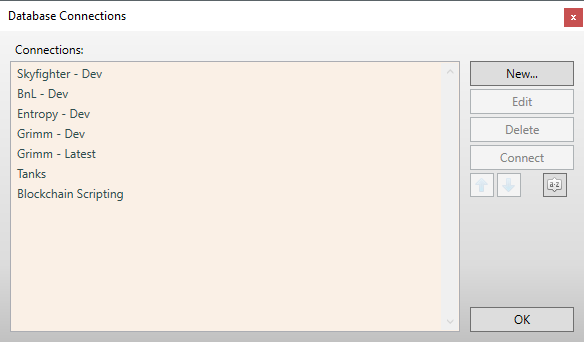 Database Connections
x
Connections:
Skyfighter - Dev
BnL - Dev
Entropy - Dev
Grimm - Dev
Grimm - Latest
Tanks
Blockchain Scripting
New...
Edit
Delete
Connect
a-z
OK